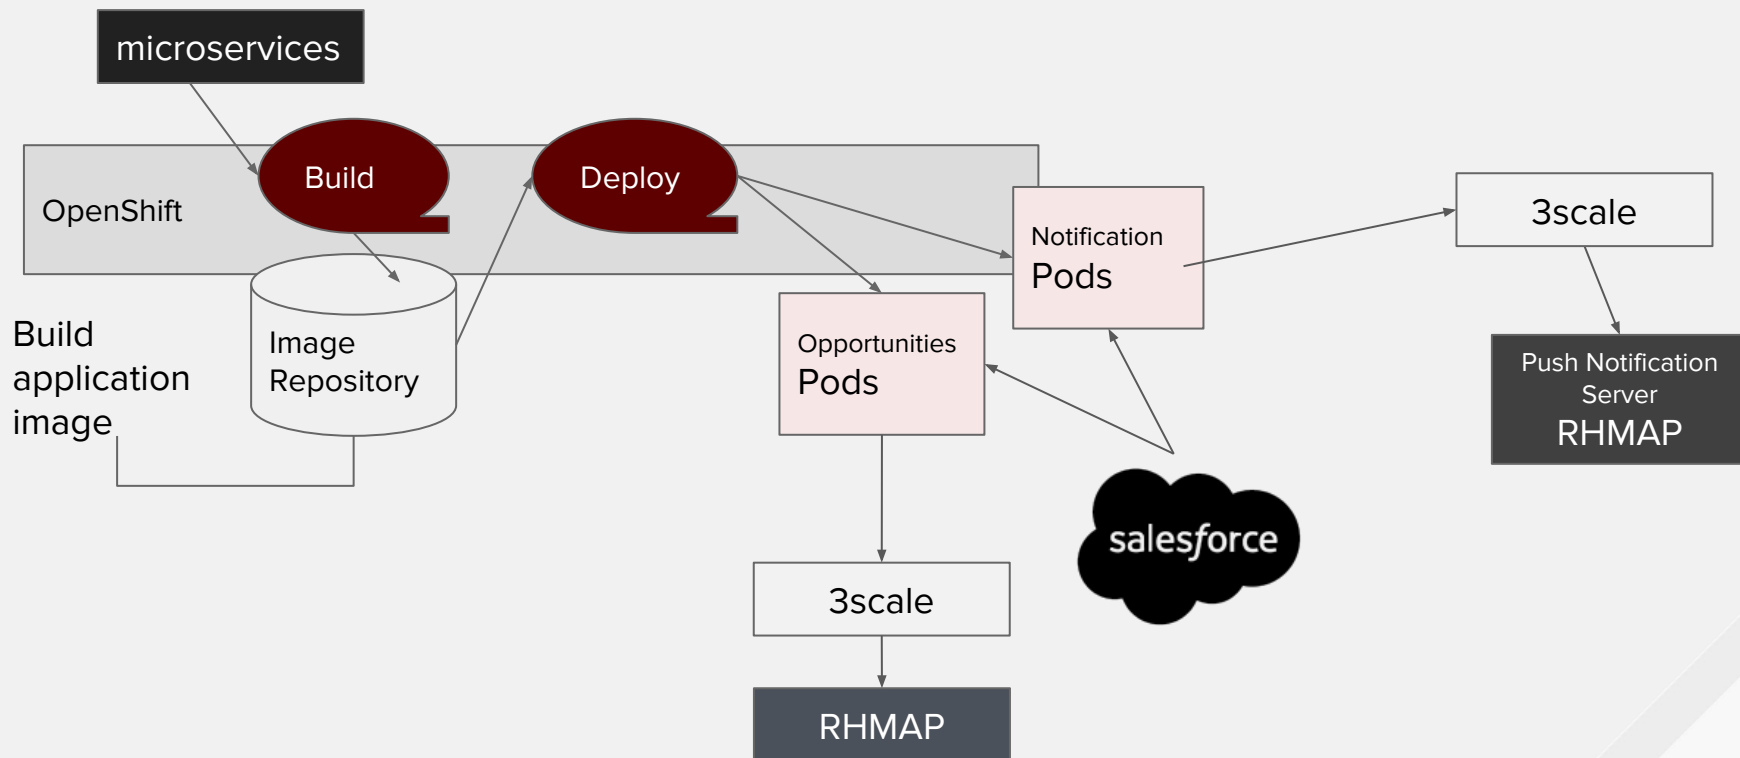 microservices
Build
Deploy
OpenShift
Notification
Pods
3scale
Image
Repository
Build
application
image
Opportunities
Pods
Push Notification
Server
RHMAP
salesforce
3scale
RHMAP